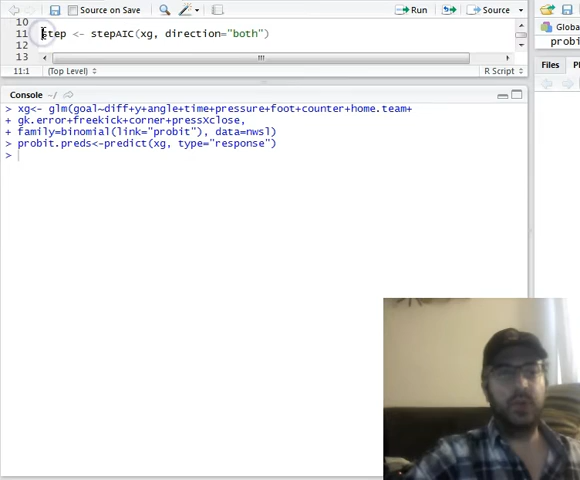 Source on Save
Run
Source
10
11 step <- stepAIC(xg, direction="both")
12
13
11:1 (Top Level) R Script
Console ~/
> xg<- glm(goal~diff+y+angle+time+pressure+foot+counter+home.team+
+ gk.error+freekick+corner+pressXclose,
+ family=binomial(link="probit"), data=nwsl)
> probit.preds<-predict(xg, type="response")
>
Global
probi
Files
P